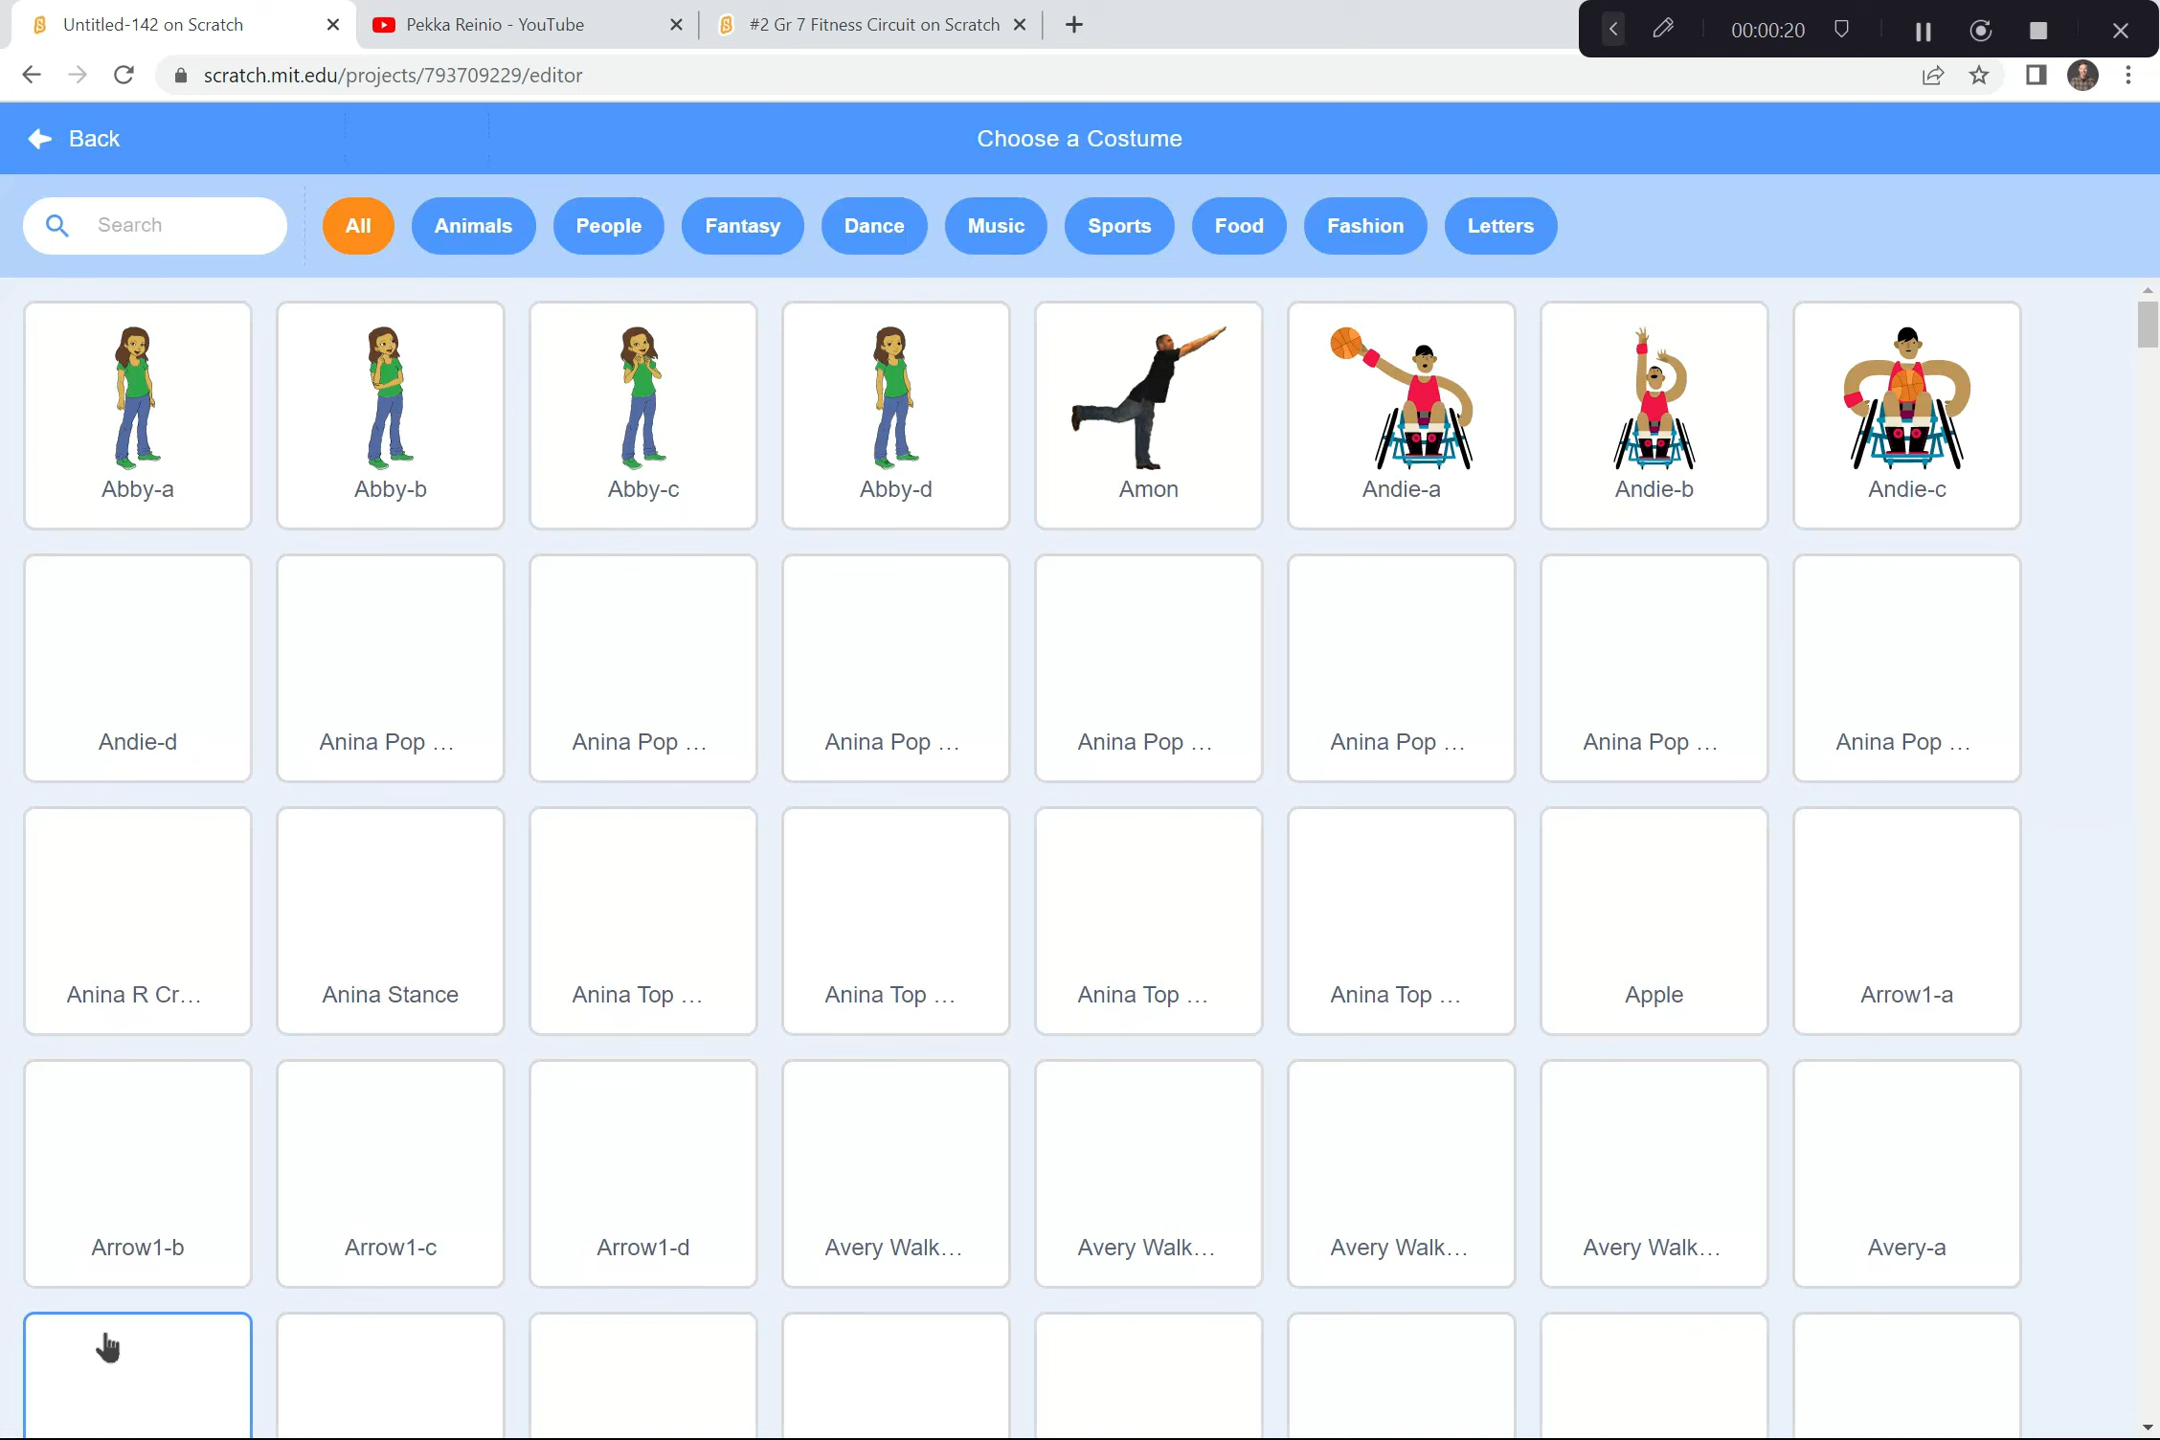 Untitled-142 on Scratch
Pekka Reinio - YouTube
#2 Gr 7 Fitness Circuit on Scratch
00:00:20
scratch.mit.edu/projects/793709229/editor
Back
Choose a Costume
Search
All
Animals
People
Fantasy
Dance
Music
Sports
Food
Fashion
Letters
Abby-a
Abby-b
Abby-c
Abby-d
Amon
Andie-a
Andie-b
Andie-c
Andie-d
Anina Pop …
Anina Pop …
Anina Pop …
Anina Pop …
Anina Pop …
Anina Pop …
Anina Pop …
Anina R Cr…
Anina Stance
Anina Top …
Anina Top …
Anina Top …
Anina Top …
Apple
Arrow1-a
Arrow1-b
Arrow1-c
Arrow1-d
Avery Walk…
Avery Walk…
Avery Walk…
Avery Walk…
Avery-a